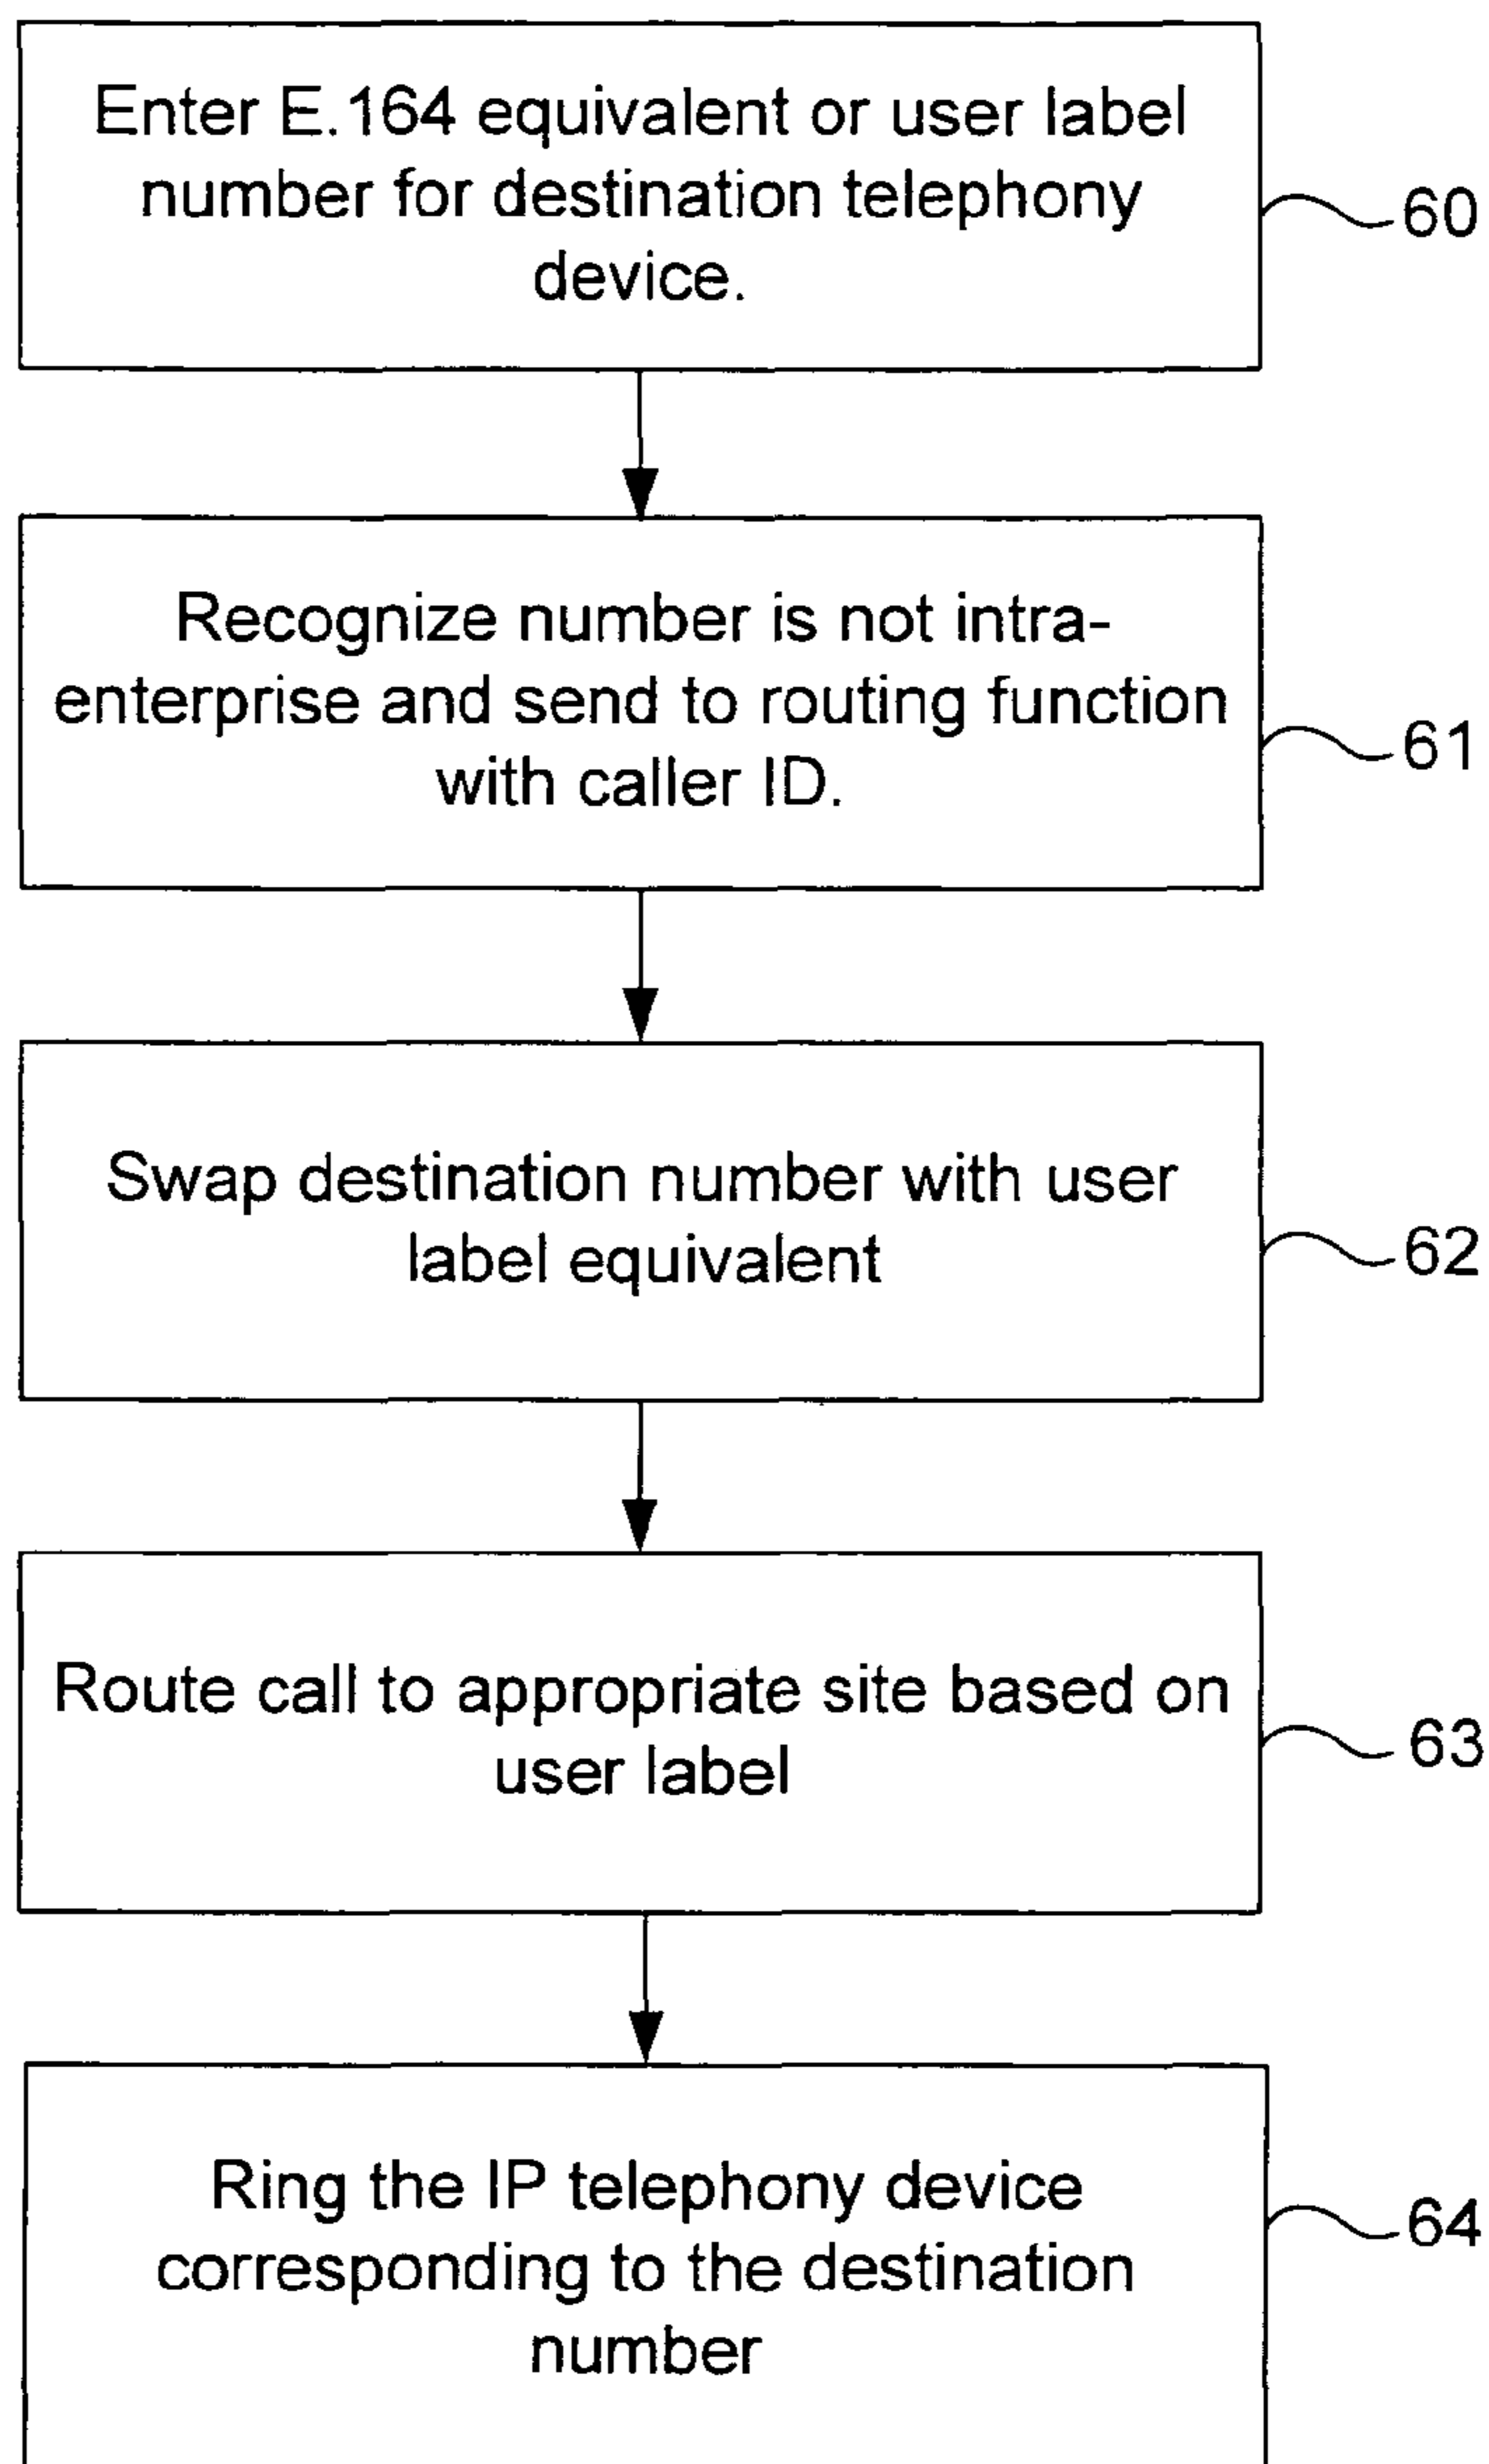 Enter E.164 equivalent or user label
number for destination telephony
device.
60
Recognize number is not intra-
enterprise and send to routing function
with caller ID.
61
Swap destination number with user
label equivalent
62
Route call to appropriate site based on
user label
63
Ring the IP telephony device
corresponding to the destination
number
64